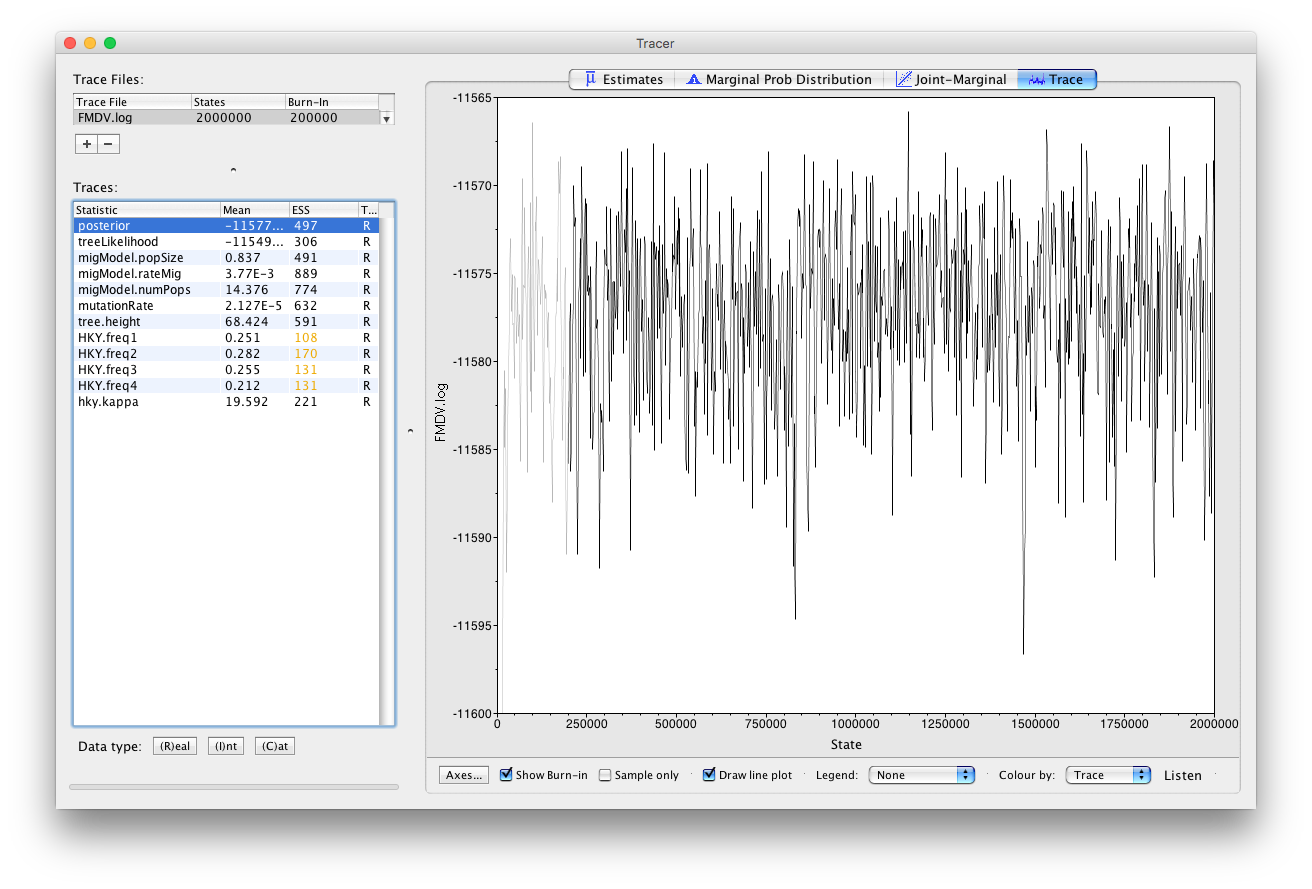 Tracer
Trace Files:
Trace File States Burn-In
FMDV.log 2000000 200000
+ −
Traces:
Statistic Mean ESS T...
posterior -11577... 497 R
treeLikelihood -11549... 306 R
migModel.popSize 0.837 491 R
migModel.rateMig 3.77E-3 889 R
migModel.numPops 14.376 774 R
mutationRate 2.127E-5 632 R
tree.height 68.424 591 R
HKY.freq1 0.251 108 R
HKY.freq2 0.282 170 R
HKY.freq3 0.255 131 R
HKY.freq4 0.212 131 R
hky.kappa 19.592 221 R
Data type: (R)eal (I)nt (C)at
Estimates Marginal Prob Distribution Joint-Marginal Trace
-11565
-11570
-11575
-11580
-11585
-11590
-11595
-11600
FMDV.log
0 250000 500000 750000 1000000 1250000 1500000 1750000 2000000
State
Axes... Show Burn-in Sample only Draw line plot Legend: None Colour by: Trace Listen